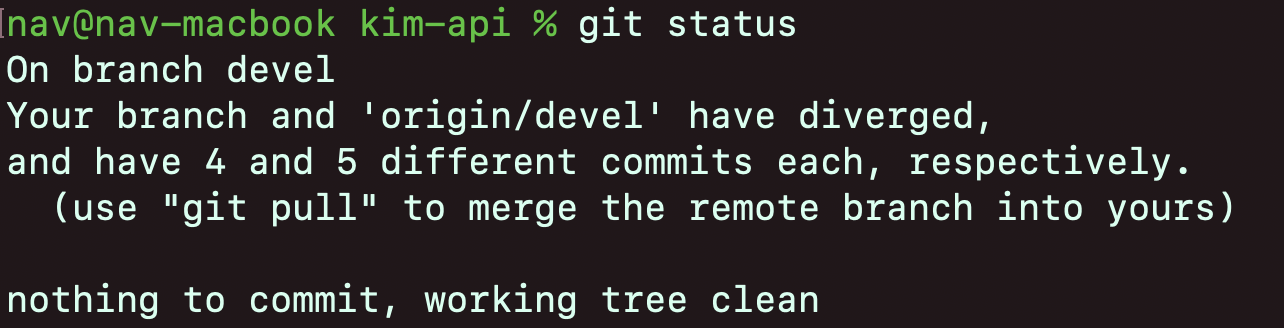 nav@nav-macbook kim-api % git status
On branch devel
Your branch and 'origin/devel' have diverged,
and have 4 and 5 different commits each, respectively.
  (use "git pull" to merge the remote branch into yours)

nothing to commit, working tree clean